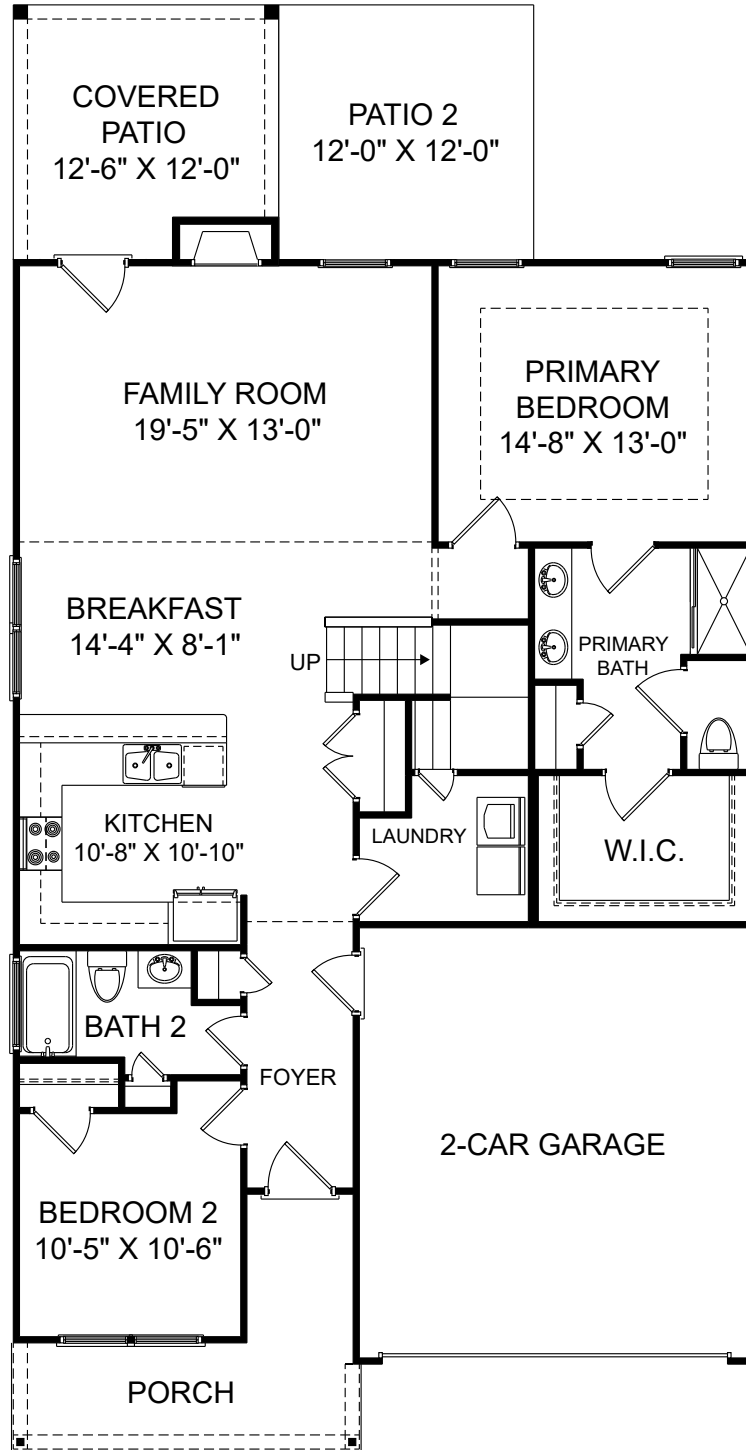 COVERED
PATIO
12'-6" X 12'-0"
PATIO 2
12'-0" X 12'-0"
FAMILY ROOM
19'-5" X 13'-0"
PRIMARY
BEDROOM
14'-8" X 13'-0"
BREAKFAST
14'-4" X 8'-1"
UP
PRIMARY
BATH
KITCHEN
10'-8" X 10'-10"
LAUNDRY
W.I.C.
BATH 2
FOYER
2-CAR GARAGE
BEDROOM 2
10'-5" X 10'-6"
PORCH